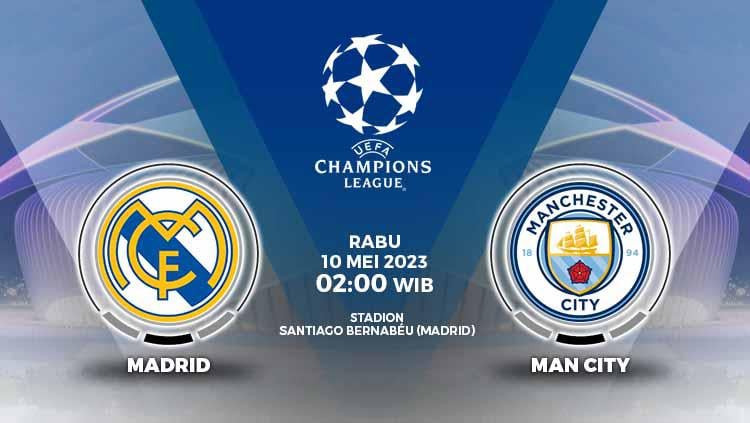 UEFA
CHAMPIONS
LEAGUE®
RABU
10 MEI 2023
02:00 WIB
STADION
SANTIAGO BERNABÉU (MADRID)
MANCHESTER
18 94
CITY
MADRID
MAN CITY